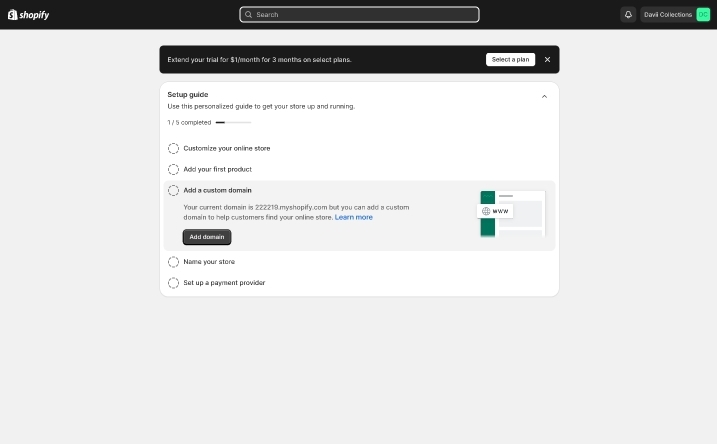 shopify
Search
Davii Collections
DC
Extend your trial for $1/month for 3 months on select plans.
Select a plan
Setup guide
Use this personalized guide to get your store up and running.
1 / 5 completed
Customize your online store
Add your first product
Add a custom domain
Your current domain is 222219.myshopify.com but you can add a custom
domain to help customers find your online store. Learn more
www
Add domain
Name your store
Set up a payment provider